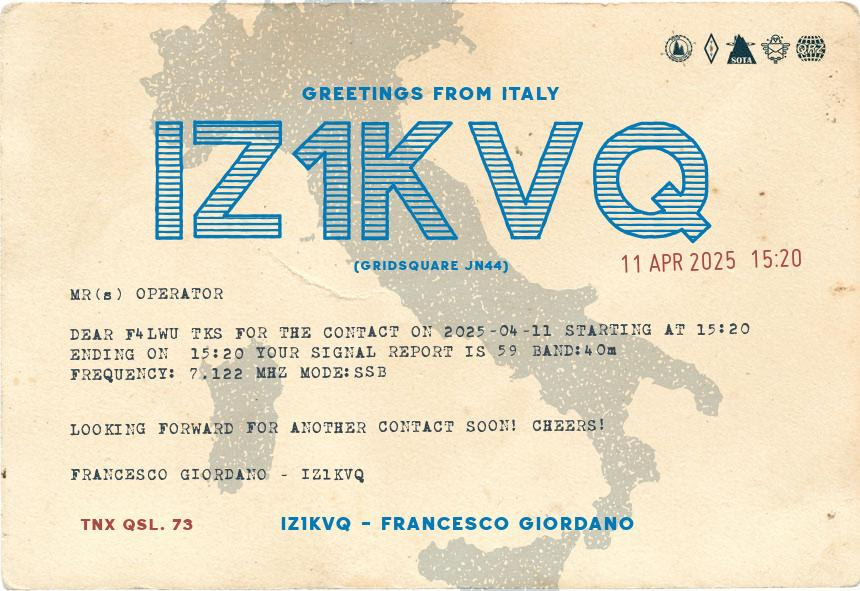 SOTA
QRZ
GREETINGS FROM ITALY
IZ1KVQ
(GRIDSQUARE JN44)
11 APR 2025 15:20
MR(s) OPERATOR
DEAR F4LWU TKS FOR THE CONTACT ON 2025-04-11 STARTING AT 15:20
ENDING ON 15:20 YOUR SIGNAL REPORT IS 59 BAND:40m
FREQUENCY: 7.122 MHZ MODE:SSB
LOOKING FORWARD FOR ANOTHER CONTACT SOON! CHEERS!
FRANCESCO GIORDANO - IZ1KVQ
TNX QSL. 73
IZ1KVQ - FRANCESCO GIORDANO